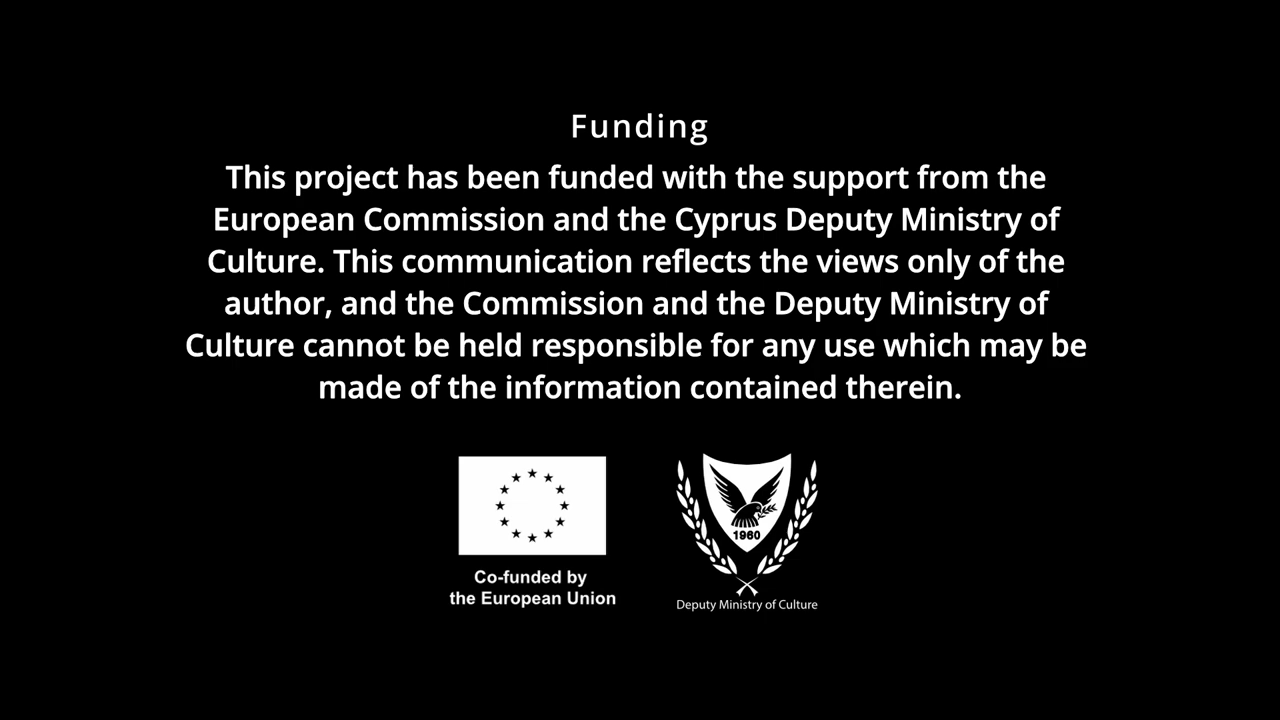 Funding
This project has been funded with the support from the
European Commission and the Cyprus Deputy Ministry of
Culture. This communication reflects the views only of the
author, and the Commission and the Deputy Ministry of
Culture cannot be held responsible for any use which may be
made of the information contained therein.
1960
Co-funded by
the European Union
Deputy Ministry of Culture